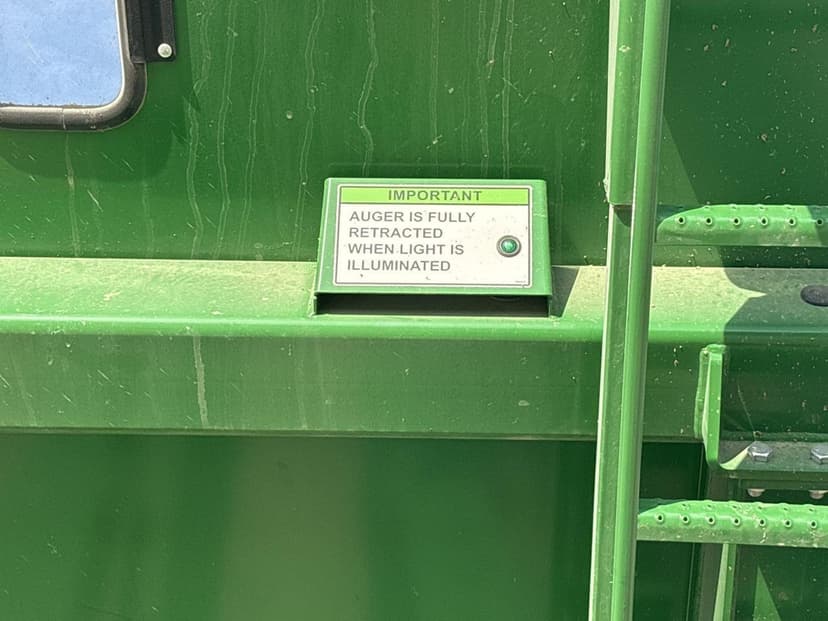 IMPORTANT
AUGER IS FULLY
RETRACTED
WHEN LIGHT IS
ILLUMINATED